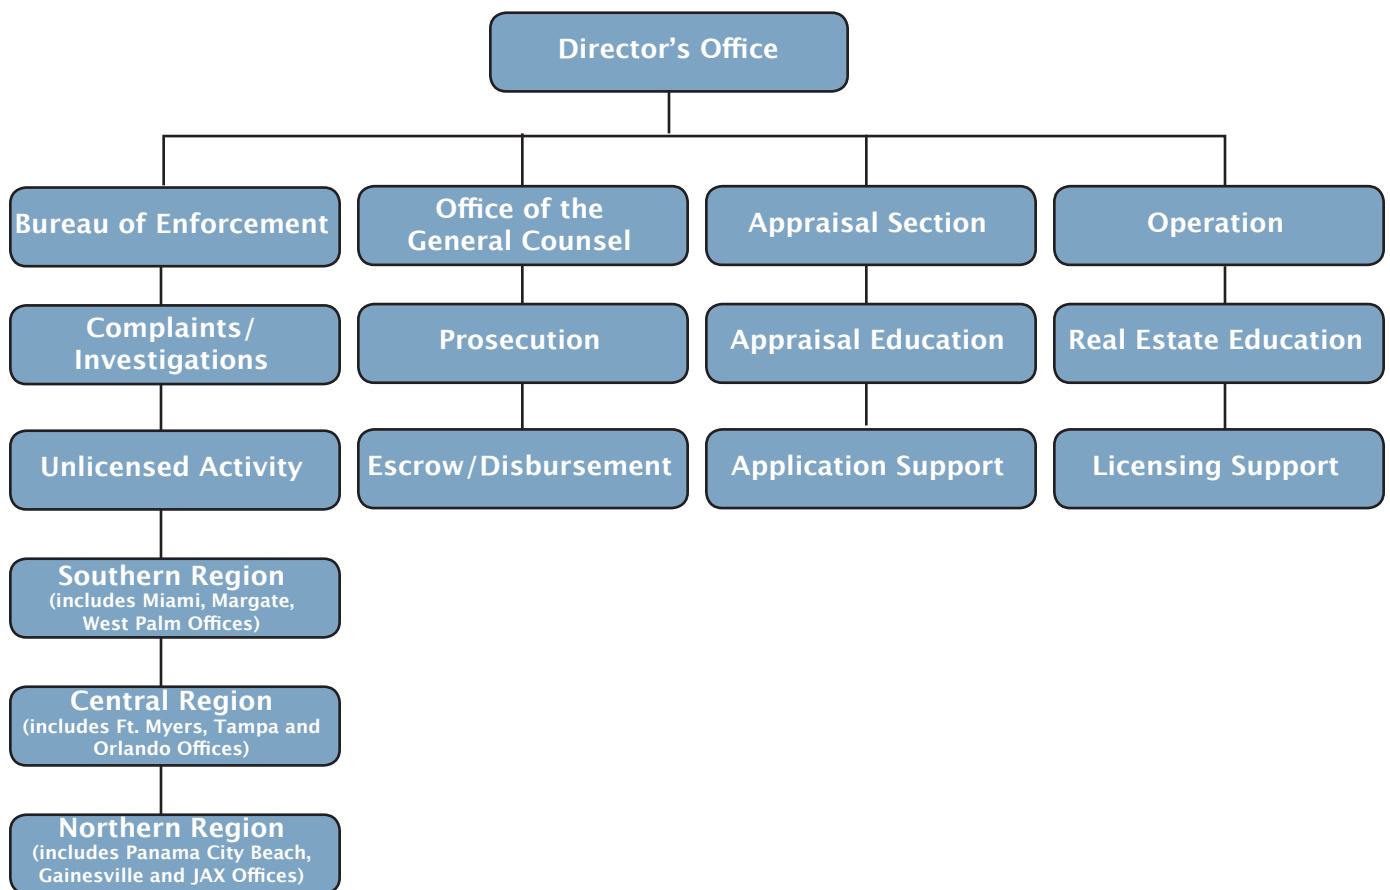 Director’s Office
Bureau of Enforcement
Office of the
General Counsel
Appraisal Section
Operation
Complaints/
Investigations
Prosecution
Appraisal Education
Real Estate Education
Unlicensed Activity
Escrow/Disbursement
Application Support
Licensing Support
Southern Region
(includes Miami, Margate,
West Palm Offices)
Central Region
(includes Ft. Myers, Tampa and
Orlando Offices)
Northern Region
(includes Panama City Beach,
Gainesville and JAX Offices)